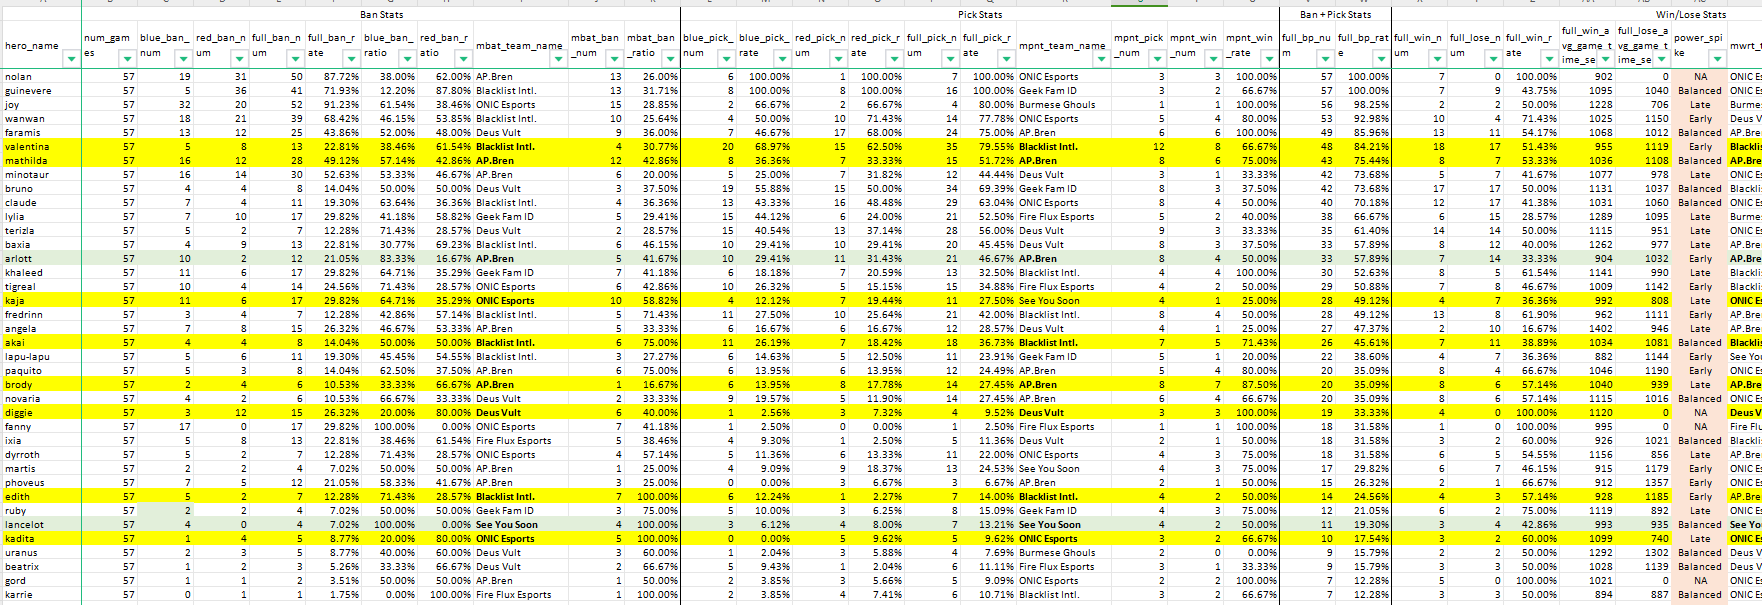 Ban Stats Pick Stats Ban + Pick Stats Win/Lose Stats
hero_name num_games blue_ban_num red_ban_num full_ban_num full_ban_rate blue_ban_ratio red_ban_ratio mbat_team_name mbat_ban_num mbat_ban_ratio blue_pick_num blue_pick_rate red_pick_num red_pick_rate full_pick_num full_pick_rate mpnt_team_name mpnt_pick_num mpnt_win_num mpnt_win_rate full_bp_num full_bp_rate full_win_num full_lose_num full_win_rate full_win_avg_game_time_se full_lose_avg_game_time_se power_spike mwrt_t
nolan 57 19 31 50 87.72% 38.00% 62.00% AP.Bren 13 26.00% 6 100.00% 1 100.00% 7 100.00% ONIC Esports 3 3 100.00% 57 100.00% 7 0 100.00% 902 0 NA ONIC E
guinevere 57 5 36 41 71.93% 12.20% 87.80% Blacklist Intl. 13 31.71% 8 100.00% 8 100.00% 16 100.00% Geek Fam ID 3 2 66.67% 57 100.00% 7 9 43.75% 1095 1040 Balanced ONIC E
joy 57 32 20 52 91.23% 61.54% 38.46% ONIC Esports 15 28.85% 2 66.67% 2 66.67% 4 80.00% Burmese Ghouls 1 1 100.00% 56 98.25% 2 2 50.00% 1228 706 Late Burme
wanwan 57 18 21 39 68.42% 46.15% 53.85% Blacklist Intl. 10 25.64% 4 50.00% 10 71.43% 14 77.78% ONIC Esports 5 4 80.00% 53 92.98% 10 4 71.43% 1025 1150 Early Deus V
faramis 57 13 12 25 43.86% 52.00% 48.00% Deus Vult 9 36.00% 7 46.67% 17 68.00% 24 75.00% AP.Bren 6 6 100.00% 49 85.96% 13 11 54.17% 1068 1012 Balanced AP.Bre
valentina 57 5 8 13 22.81% 38.46% 61.54% Blacklist Intl. 4 30.77% 20 68.97% 15 62.50% 35 79.55% Blacklist Intl. 12 8 66.67% 48 84.21% 18 17 51.43% 955 1119 Early Blackli
mathilda 57 16 12 28 49.12% 57.14% 42.86% AP.Bren 12 42.86% 8 36.36% 7 33.33% 15 51.72% AP.Bren 8 6 75.00% 43 75.44% 8 7 53.33% 1036 1108 Balanced AP.Bre
minotaur 57 16 14 30 52.63% 53.33% 46.67% AP.Bren 6 20.00% 5 25.00% 7 31.82% 12 44.44% Deus Vult 3 1 33.33% 42 73.68% 5 7 41.67% 1077 978 Late ONIC E
bruno 57 4 4 8 14.04% 50.00% 50.00% Deus Vult 3 37.50% 19 55.88% 15 50.00% 34 69.39% Geek Fam ID 8 3 37.50% 42 73.68% 17 17 50.00% 1131 1037 Balanced Blackli
claude 57 7 4 11 19.30% 63.64% 36.36% Blacklist Intl. 4 36.36% 13 43.33% 16 48.48% 29 63.04% ONIC Esports 8 4 50.00% 40 70.18% 12 17 41.38% 1031 1060 Balanced ONIC E
lylia 57 7 10 17 29.82% 41.18% 58.82% Geek Fam ID 5 29.41% 15 44.12% 6 24.00% 21 52.50% Fire Flux Esports 5 2 40.00% 38 66.67% 6 15 28.57% 1289 1095 Late Burme
terizla 57 5 2 7 12.28% 71.43% 28.57% Deus Vult 2 28.57% 15 40.54% 13 37.14% 28 56.00% Deus Vult 9 3 33.33% 35 61.40% 14 14 50.00% 1115 951 Late ONIC E
baxia 57 4 9 13 22.81% 30.77% 69.23% Blacklist Intl. 6 46.15% 10 29.41% 10 29.41% 20 45.45% Deus Vult 8 3 37.50% 33 57.89% 8 12 40.00% 1262 977 Late AP.Bre
arlott 57 10 2 12 21.05% 83.33% 16.67% AP.Bren 5 41.67% 10 29.41% 11 31.43% 21 46.67% AP.Bren 8 4 50.00% 33 57.89% 7 14 33.33% 904 1032 Early AP.Bre
khaleed 57 11 6 17 29.82% 64.71% 35.29% Geek Fam ID 7 41.18% 6 18.18% 7 20.59% 13 32.50% Blacklist Intl. 4 4 100.00% 30 52.63% 8 5 61.54% 1141 990 Late Blackli
tigreal 57 10 4 14 24.56% 71.43% 28.57% ONIC Esports 6 42.86% 10 26.32% 5 15.15% 15 34.88% Fire Flux Esports 4 2 50.00% 29 50.88% 7 8 46.67% 1009 1142 Early Blackli
kaja 57 11 6 17 29.82% 64.71% 35.29% ONIC Esports 10 58.82% 4 12.12% 7 19.44% 11 27.50% See You Soon 4 1 25.00% 28 49.12% 4 7 36.36% 992 808 Late ONIC E
fredrinn 57 3 4 7 12.28% 42.86% 57.14% Blacklist Intl. 5 71.43% 11 27.50% 10 25.64% 21 42.00% Blacklist Intl. 8 4 50.00% 28 49.12% 13 8 61.90% 962 1111 Early AP.Bre
angela 57 7 8 15 26.32% 46.67% 53.33% AP.Bren 5 33.33% 6 16.67% 6 16.67% 12 28.57% Deus Vult 4 1 25.00% 27 47.37% 2 10 16.67% 1402 946 Late AP.Bre
akai 57 4 4 8 14.04% 50.00% 50.00% Blacklist Intl. 6 75.00% 11 26.19% 7 18.42% 18 36.73% Blacklist Intl. 7 5 71.43% 26 45.61% 7 11 38.89% 1034 1081 Balanced Blackli
lapu-lapu 57 5 6 11 19.30% 45.45% 54.55% Blacklist Intl. 3 27.27% 6 14.63% 5 12.50% 11 23.91% Geek Fam ID 5 1 20.00% 22 38.60% 4 7 36.36% 882 1144 Early See Yo
paquito 57 5 3 8 14.04% 62.50% 37.50% AP.Bren 6 75.00% 6 13.95% 6 13.95% 12 24.49% AP.Bren 5 4 80.00% 20 35.09% 8 4 66.67% 1046 1190 Early ONIC E
brody 57 2 4 6 10.53% 33.33% 66.67% AP.Bren 1 16.67% 6 13.95% 8 17.78% 14 27.45% AP.Bren 8 7 87.50% 20 35.09% 8 6 57.14% 1040 939 Late AP.Bre
novaria 57 4 2 6 10.53% 66.67% 33.33% Deus Vult 2 33.33% 9 19.57% 5 11.90% 14 27.45% AP.Bren 6 4 66.67% 20 35.09% 8 6 57.14% 1115 1016 Balanced ONIC E
diggie 57 3 12 15 26.32% 20.00% 80.00% Deus Vult 6 40.00% 1 2.56% 3 7.32% 4 9.52% Deus Vult 3 3 100.00% 19 33.33% 4 0 100.00% 1120 0 NA Deus V
fanny 57 17 0 17 29.82% 100.00% 0.00% ONIC Esports 7 41.18% 1 2.50% 0 0.00% 1 2.50% Fire Flux Esports 1 1 100.00% 18 31.58% 1 0 100.00% 995 0 NA Fire Fl
ixia 57 5 8 13 22.81% 38.46% 61.54% Fire Flux Esports 5 38.46% 4 9.30% 1 2.50% 5 11.36% Deus Vult 2 1 50.00% 18 31.58% 3 2 60.00% 926 1021 Balanced Blackli
dyrroth 57 5 2 7 12.28% 71.43% 28.57% ONIC Esports 4 57.14% 5 11.36% 6 13.33% 11 22.00% ONIC Esports 4 3 75.00% 18 31.58% 6 5 54.55% 1156 856 Late AP.Bre
martis 57 2 2 4 7.02% 50.00% 50.00% AP.Bren 1 25.00% 4 9.09% 9 18.37% 13 24.53% See You Soon 4 3 75.00% 17 29.82% 6 7 46.15% 915 1179 Early ONIC E
phoveus 57 7 5 12 21.05% 58.33% 41.67% AP.Bren 3 25.00% 0 0.00% 3 6.67% 3 6.67% AP.Bren 2 1 50.00% 15 26.32% 2 1 66.67% 912 1357 Early ONIC E
edith 57 5 2 7 12.28% 71.43% 28.57% Blacklist Intl. 7 100.00% 6 12.24% 1 2.27% 7 14.00% Blacklist Intl. 4 2 50.00% 14 24.56% 4 3 57.14% 928 1185 Early AP.Bre
ruby 57 2 2 4 7.02% 50.00% 50.00% Geek Fam ID 3 75.00% 5 10.00% 3 6.25% 8 15.09% Geek Fam ID 4 3 75.00% 12 21.05% 6 2 75.00% 1119 892 Late ONIC E
lancelot 57 4 0 4 7.02% 100.00% 0.00% See You Soon 4 100.00% 3 6.12% 4 8.00% 7 13.21% See You Soon 4 2 50.00% 11 19.30% 3 4 42.86% 993 935 Balanced See Yo
kadita 57 1 4 5 8.77% 20.00% 80.00% ONIC Esports 5 100.00% 0 0.00% 5 9.62% 5 9.62% ONIC Esports 3 2 66.67% 10 17.54% 3 2 60.00% 1099 740 Late ONIC E
uranus 57 2 3 5 8.77% 40.00% 60.00% Deus Vult 3 60.00% 1 2.04% 3 5.88% 4 7.69% Burmese Ghouls 2 0 0.00% 9 15.79% 2 2 50.00% 1292 1302 Balanced Deus V
beatrix 57 1 2 3 5.26% 33.33% 66.67% Deus Vult 2 66.67% 5 9.43% 1 2.04% 6 11.11% Fire Flux Esports 3 1 33.33% 9 15.79% 3 3 50.00% 1028 1139 Balanced Deus V
gord 57 1 1 2 3.51% 50.00% 50.00% AP.Bren 1 50.00% 2 3.85% 3 5.66% 5 9.09% ONIC Esports 2 2 100.00% 7 12.28% 5 0 100.00% 1021 0 NA ONIC E
karrie 57 0 1 1 1.75% 0.00% 100.00% Fire Flux Esports 1 100.00% 2 3.85% 4 7.41% 6 10.71% Blacklist Intl. 3 2 66.67% 7 12.28% 3 3 50.00% 894 887 Balanced ONIC E